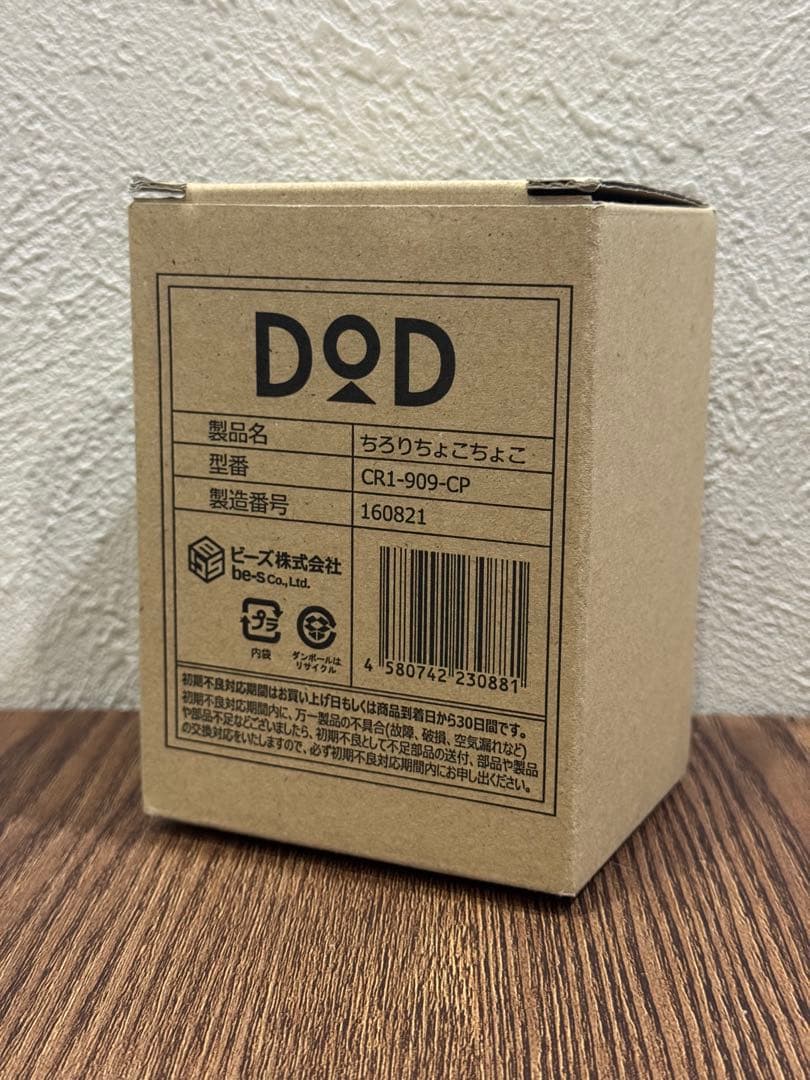 DOD
製品名 ちろりちょこちょこ
型番 CR1-909-CP
製造番号 160821
ビーズ株式会社
be-s Co., Ltd.
プラ
内袋
ダンボールは
リサイクル
4 580742 230881
初期不良対応期間はお買い上げ日もしくは商品到着日から30日間です。
初期不良対応期間内に、万一製品の不具合(故障、破損、空気漏れなど)
や部品不足などございましたら、初期不良として不足部品の送付、部品や製品
の交換対応をいたしますので、必ず初期不良対応期間内にお申し出ください。